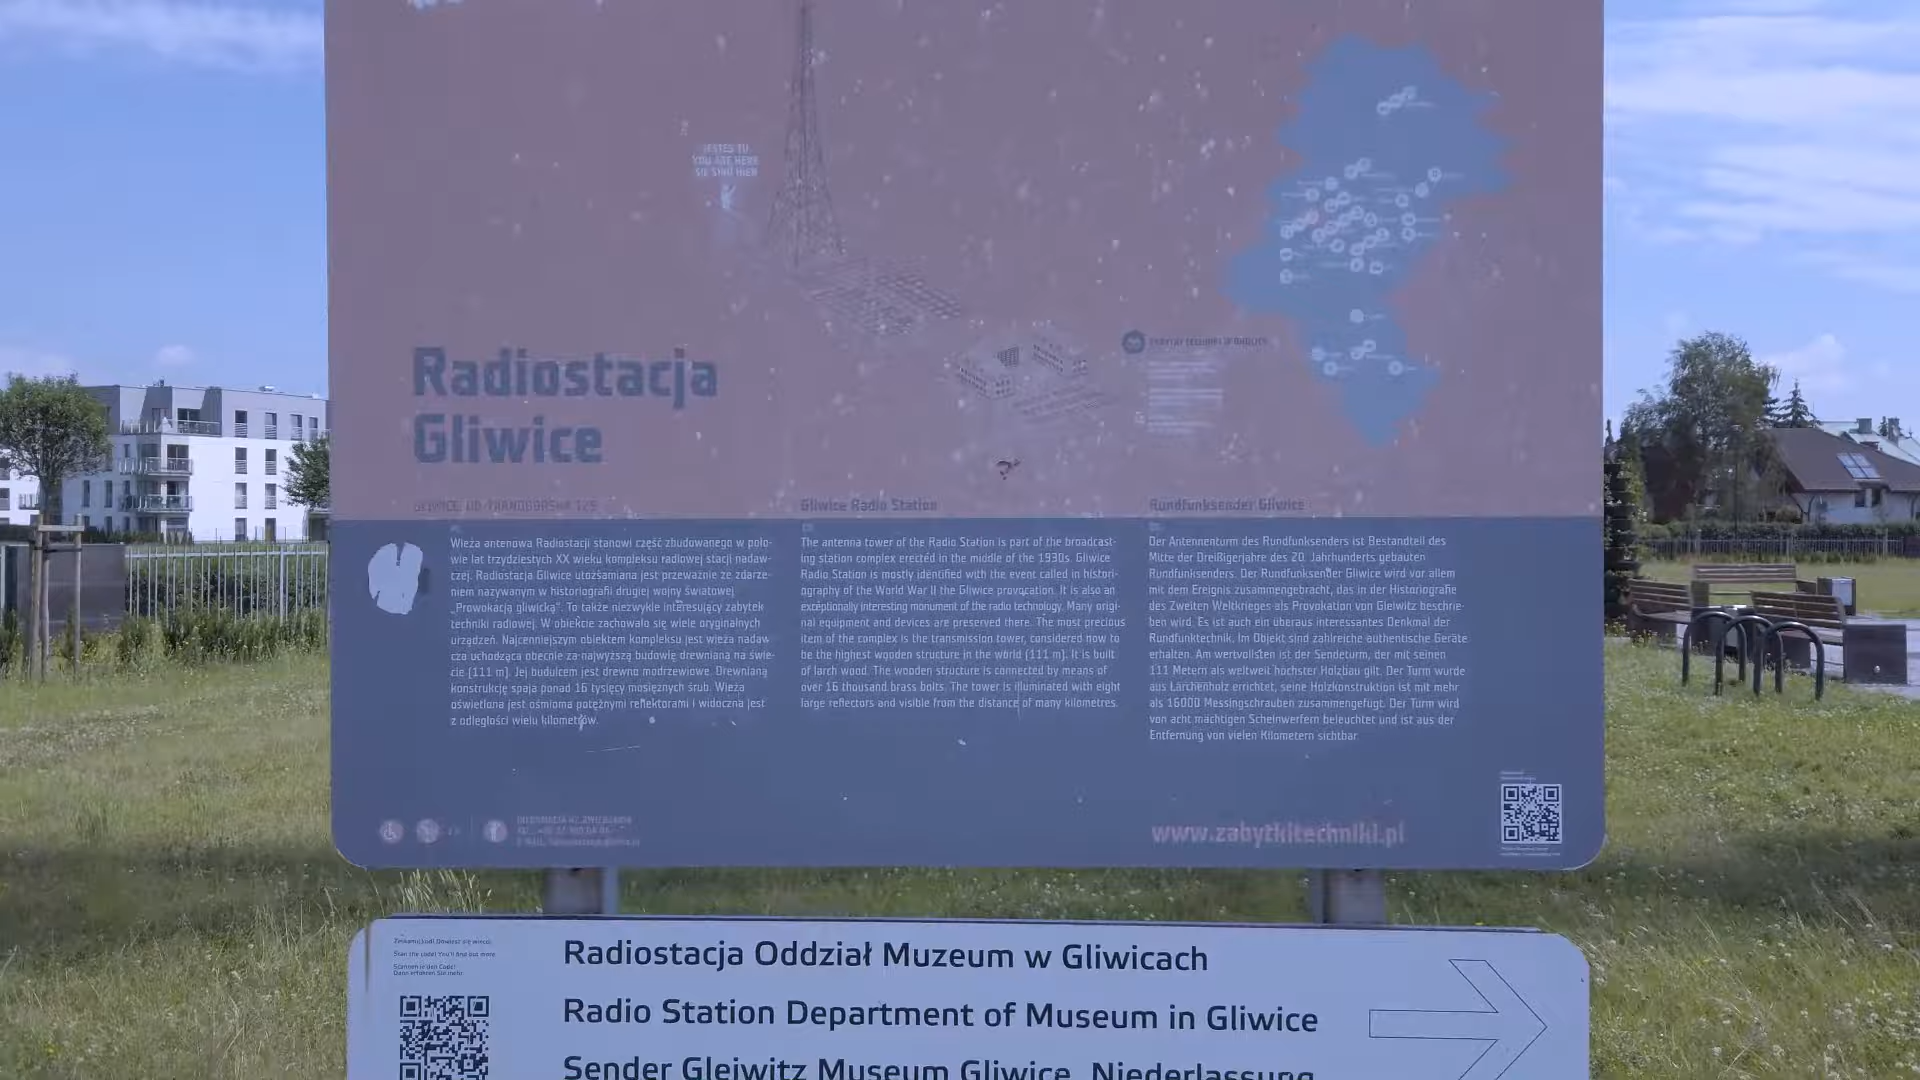 JESTEŚ TU
YOU ARE HERE
SIE SIND HIER
Radiostacja
Gliwice
GLIWICE, UL. TARNOGÓRSKA 129
Wieża antenowa Radiostacji stanowi część zbudowanego w poło-
wie lat trzydziestych XX wieku kompleksu radiowej stacji nadaw-
czej. Radiostacja Gliwice utożsamiana jest przeważnie ze zdarze-
niem nazywanym w historiografii drugiej wojny światowej
„Prowokacją gliwicką”. To także niezwykle interesujący zabytek
techniki radiowej. W obiekcie zachowało się wiele oryginalnych
urządzeń. Najcenniejszym obiektem kompleksu jest wieża nadaw-
cza uchodząca obecnie za najwyższą budowlę drewnianą na świe-
cie (111 m). Jej budulcem jest drewno modrzewiowe. Drewnianą
konstrukcję spaja ponad 16 tysięcy mosiężnych śrub. Wieża
oświetlona jest ośmioma potężnymi reflektorami i widoczna jest
z odległości wielu kilometrów.
Gliwice Radio Station
The antenna tower of the Radio Station is part of the broadcast-
ing station complex erected in the middle of the 1930s. Gliwice
Radio Station is mostly identified with the event called in histori-
ography of the World War II the Gliwice provocation. It is also an
exceptionally interesting monument of the radio technology. Many origi-
nal equipment and devices are preserved there. The most precious
item of the complex is the transmission tower, considered now to
be the highest wooden structure in the world (111 m). It is built
of larch wood. The wooden structure is connected by means of
over 16 thousand brass bolts. The tower is illuminated with eight
large reflectors and visible from the distance of many kilometres.
Rundfunksender Gliwice
Der Antennenturm des Rundfunksenders ist Bestandteil des
Mitte der Dreißigerjahre des 20. Jahrhunderts gebauten
Rundfunksenders. Der Rundfunksender Gliwice wird vor allem
mit dem Ereignis zusammengebracht, das in der Historiografie
des Zweiten Weltkrieges als Provokation von Gleiwitz beschrie-
ben wird. Es ist auch ein überaus interessantes Denkmal der
Rundfunktechnik. Im Objekt sind zahlreiche authentische Geräte
erhalten. Am wertvollsten ist der Sendeturm, der mit seinen
111 Metern als weltweit höchster Holzbau gilt. Der Turm wurde
aus Lärchenholz errichtet, seine Holzkonstruktion ist mit mehr
als 16000 Messingschrauben zusammengefügt. Der Turm wird
von acht mächtigen Scheinwerfern beleuchtet und ist aus der
Entfernung von vielen Kilometern sichtbar.
www.zabytkitechniki.pl
Zeskanuj kod! Dowiesz się więcej.
Scan the code! You'll find out more.
Scannen Sie den Code!
Dann erfahren Sie mehr.
Radiostacja Oddział Muzeum w Gliwicach
Radio Station Department of Museum in Gliwice
Sender Gleiwitz Museum Gliwice, Niederlassung